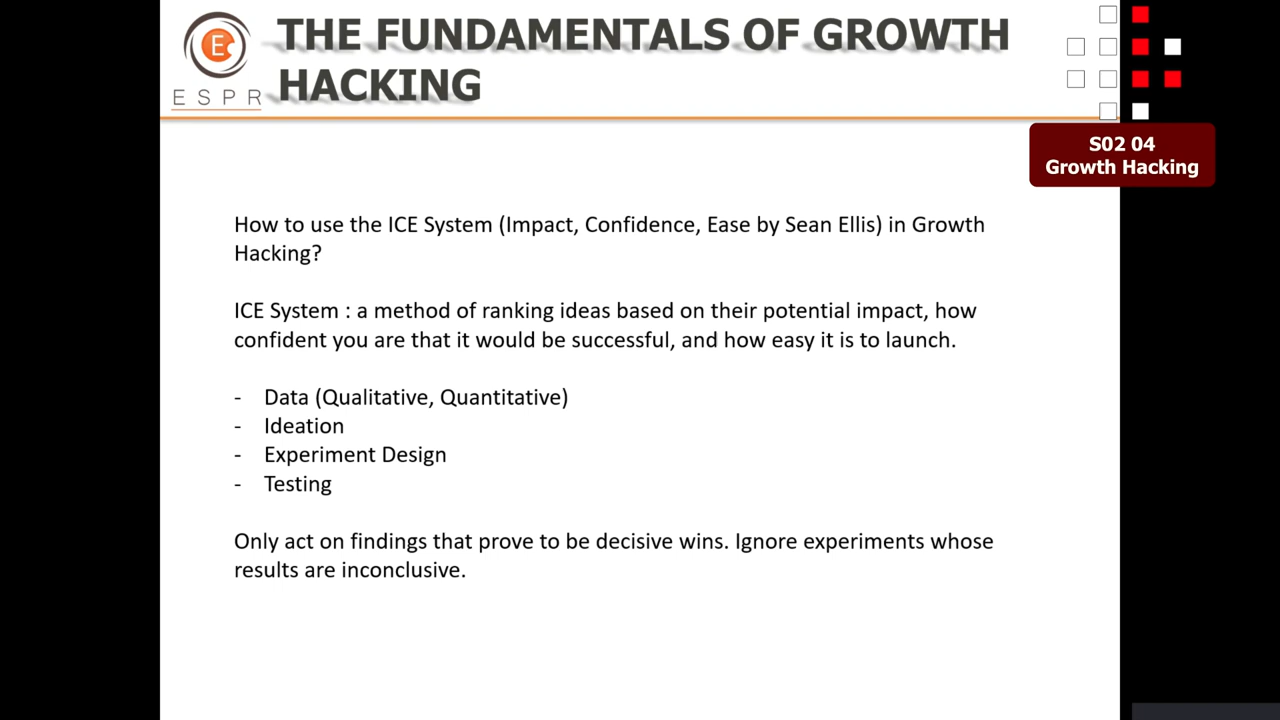 THE FUNDAMENTALS OF GROWTH
HACKING
E
ESPR
S02 04
Growth Hacking
How to use the ICE System (Impact, Confidence, Ease by Sean Ellis) in Growth
Hacking?
ICE System : a method of ranking ideas based on their potential impact, how
confident you are that it would be successful, and how easy it is to launch.
- Data (Qualitative, Quantitative)
- Ideation
- Experiment Design
- Testing
Only act on findings that prove to be decisive wins. Ignore experiments whose
results are inconclusive.